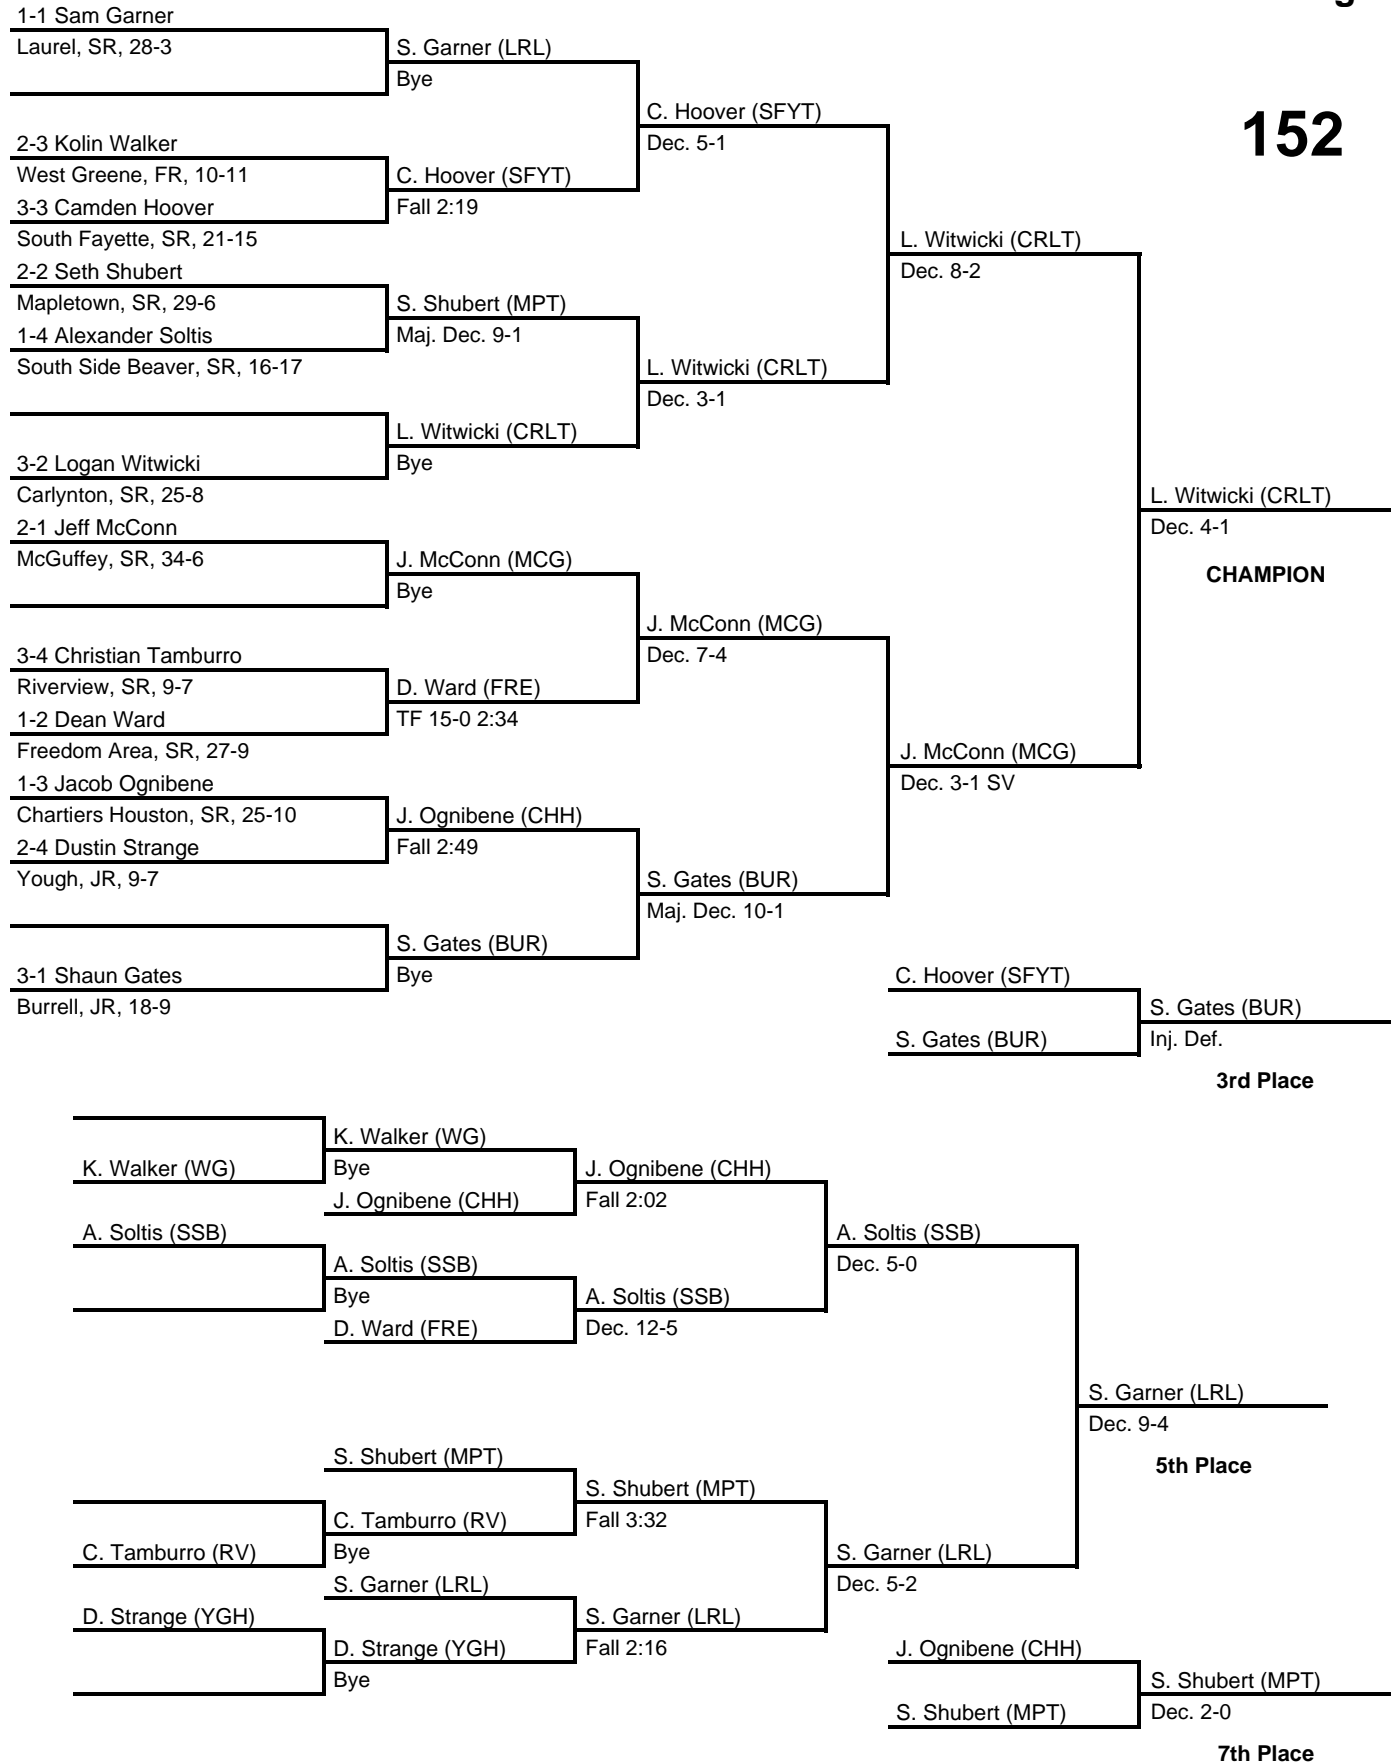 1-1 Sam Garner
Laurel, SR, 28-3
S. Garner (LRL)
Bye
C. Hoover (SFYT)
Dec. 5-1
152
2-3 Kolin Walker
West Greene, FR, 10-11
C. Hoover (SFYT)
Fall 2:19
3-3 Camden Hoover
South Fayette, SR, 21-15
L. Witwicki (CRLT)
Dec. 8-2
2-2 Seth Shubert
Mapletown, SR, 29-6
S. Shubert (MPT)
Maj. Dec. 9-1
1-4 Alexander Soltis
South Side Beaver, SR, 16-17
L. Witwicki (CRLT)
Dec. 3-1
L. Witwicki (CRLT)
Bye
3-2 Logan Witwicki
Carlynton, SR, 25-8
L. Witwicki (CRLT)
Dec. 4-1
CHAMPION
2-1 Jeff McConn
McGuffey, SR, 34-6
J. McConn (MCG)
Bye
J. McConn (MCG)
Dec. 7-4
3-4 Christian Tamburro
Riverview, SR, 9-7
D. Ward (FRE)
TF 15-0 2:34
1-2 Dean Ward
Freedom Area, SR, 27-9
J. McConn (MCG)
Dec. 3-1 SV
1-3 Jacob Ognibene
Chartiers Houston, SR, 25-10
J. Ognibene (CHH)
Fall 2:49
2-4 Dustin Strange
Yough, JR, 9-7
S. Gates (BUR)
Maj. Dec. 10-1
S. Gates (BUR)
Bye
3-1 Shaun Gates
Burrell, JR, 18-9
C. Hoover (SFYT)
S. Gates (BUR)
S. Gates (BUR)
Inj. Def.
3rd Place
K. Walker (WG)
K. Walker (WG)
Bye
J. Ognibene (CHH)
J. Ognibene (CHH)
Fall 2:02
A. Soltis (SSB)
A. Soltis (SSB)
Dec. 5-0
A. Soltis (SSB)
Bye
A. Soltis (SSB)
Dec. 12-5
D. Ward (FRE)
S. Garner (LRL)
Dec. 9-4
5th Place
S. Shubert (MPT)
S. Shubert (MPT)
Fall 3:32
C. Tamburro (RV)
C. Tamburro (RV)
Bye
S. Garner (LRL)
Dec. 5-2
S. Garner (LRL)
S. Garner (LRL)
Fall 2:16
D. Strange (YGH)
D. Strange (YGH)
Bye
J. Ognibene (CHH)
S. Shubert (MPT)
S. Shubert (MPT)
Dec. 2-0
7th Place